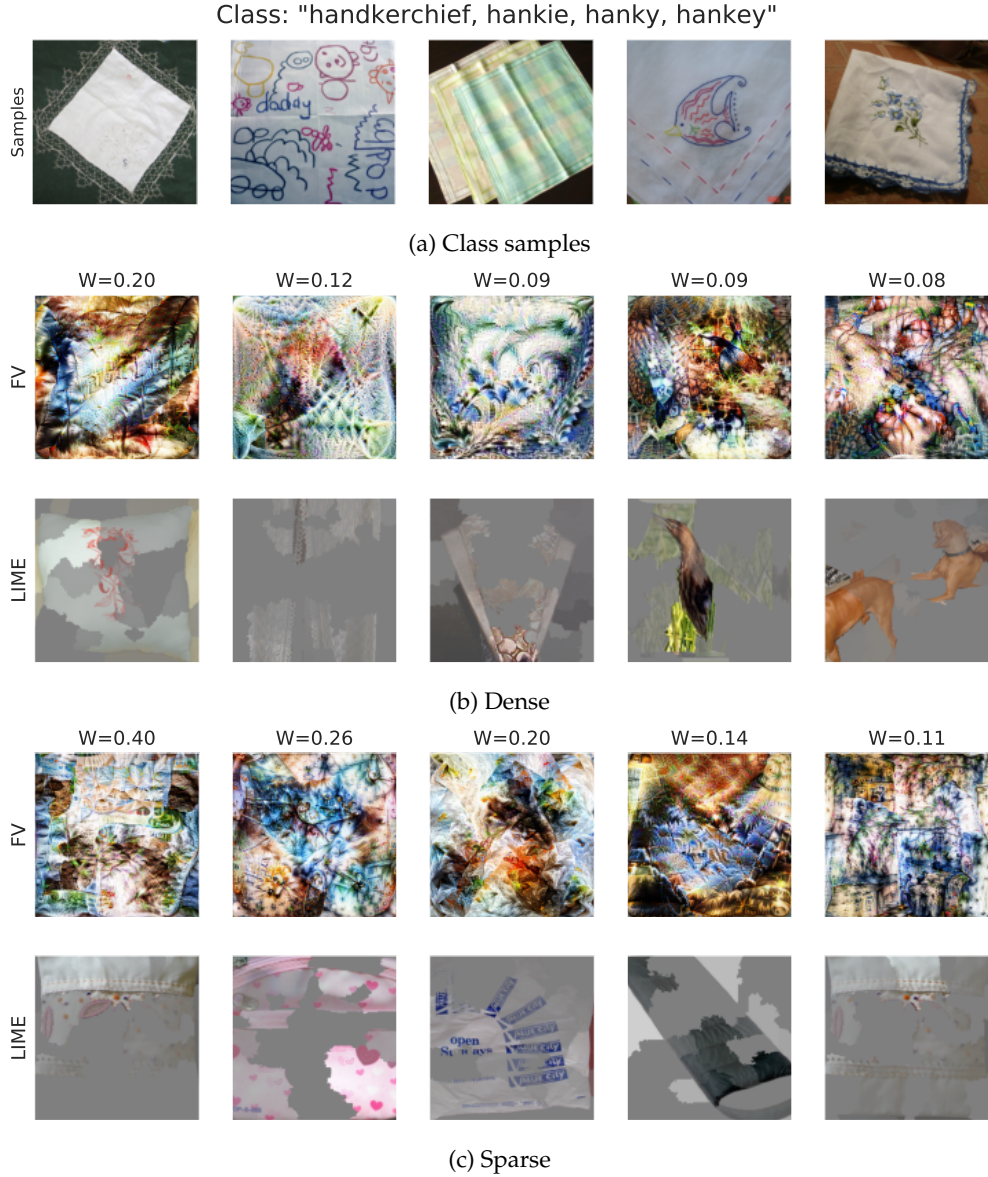 Class: "handkerchief, hankie, hanky, hankey"
Samples
daddy
(a) Class samples
W=0.20 W=0.12 W=0.09 W=0.09 W=0.08
FV
LIME
(b) Dense
W=0.40 W=0.26 W=0.20 W=0.14 W=0.11
FV
LIME
open
(c) Sparse